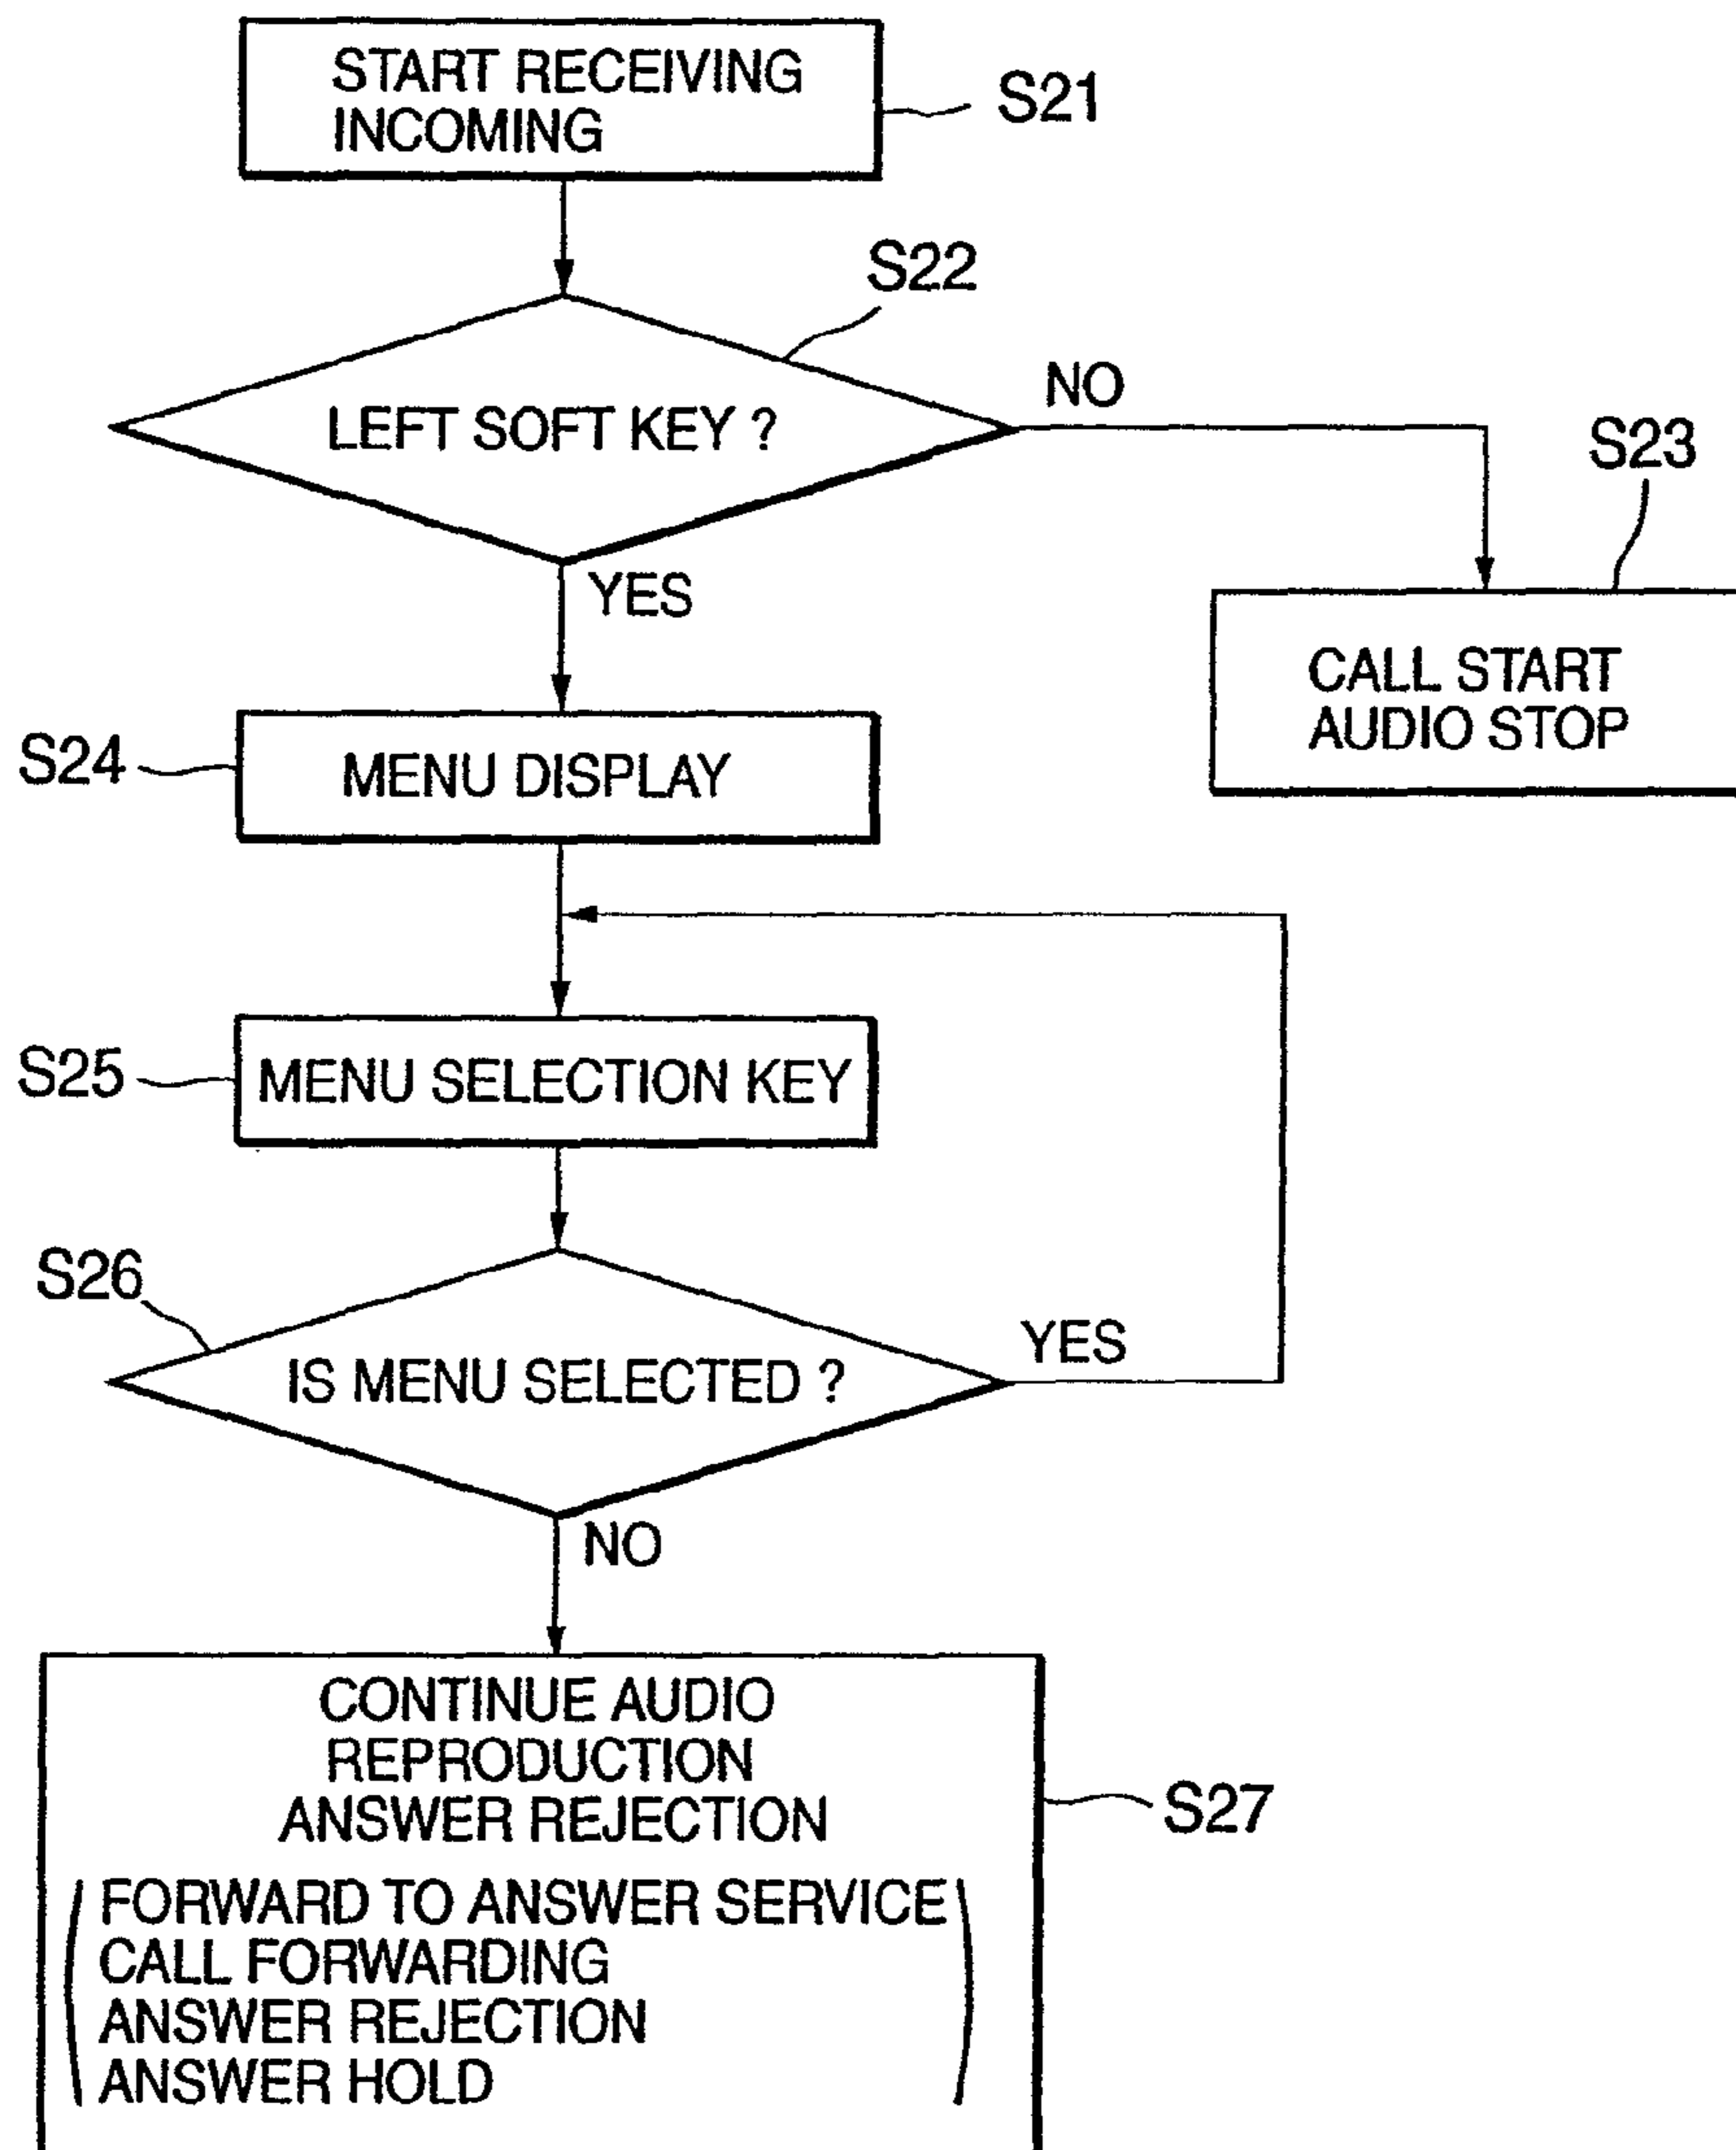 START RECEIVING
INCOMING
S21
S22
LEFT SOFT KEY ?
NO
S23
YES
CALL START
AUDIO STOP
S24
MENU DISPLAY
S25
MENU SELECTION KEY
S26
IS MENU SELECTED ?
YES
NO
CONTINUE AUDIO
REPRODUCTION
ANSWER REJECTION
S27
FORWARD TO ANSWER SERVICE
CALL FORWARDING
ANSWER REJECTION
ANSWER HOLD